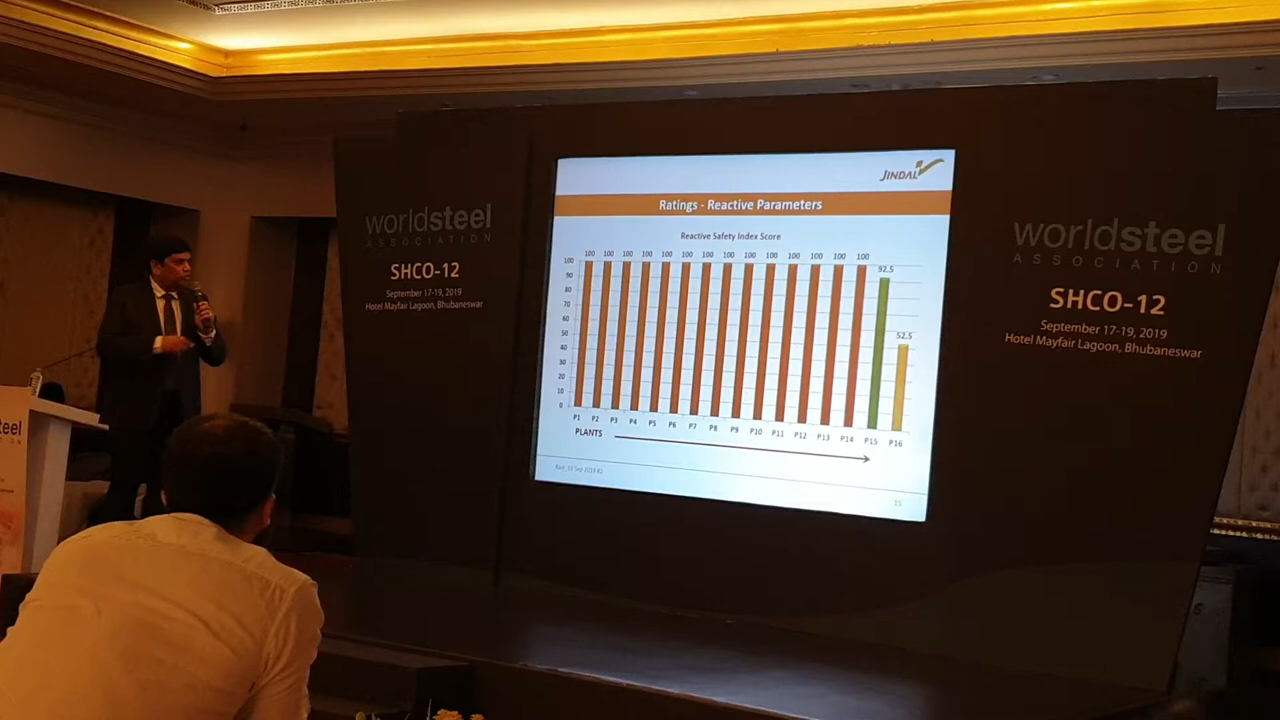 worldsteel
ASSOCIATION
SHCO-12
September 17-19, 2019
Hotel Mayfair Lagoon, Bhubaneswar
JINDAL
Ratings - Reactive Parameters
Reactive Safety Index Score
100 100 100 100 100 100 100 100 100 100 100 100 100 100 92.5 52.5
100
90
80
70
60
50
40
30
20
10
0
P1 P2 P3 P4 P5 P6 P7 P8 P9 P10 P11 P12 P13 P14 P15 P16
PLANTS
15
worldsteel
ASSOCIATION
SHCO-12
September 17-19, 2019
Hotel Mayfair Lagoon, Bhubaneswar
teel